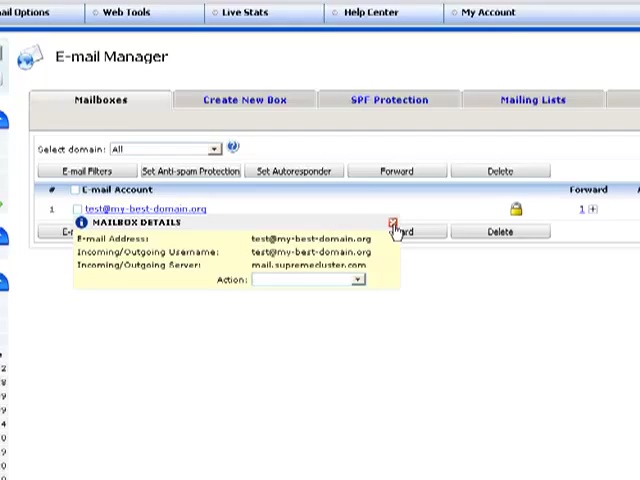 ail Options Web Tools Live Stats Help Center My Account
E-mail Manager
Mailboxes Create New Box SPF Protection Mailing Lists
Select domain: All
E-mail Filters Set Anti-spam Protection Set Autoresponder Forward Delete
# E-mail Account Forward
1 test@my-best-domain.org 1
MAILBOX DETAILS
E-m ard Delete
E-mail Address: test@my-best-domain.org
Incoming/Outgoing Username: test@my-best-domain.org
Incoming/Outgoing Server: mail.supremecluster.com
Action: